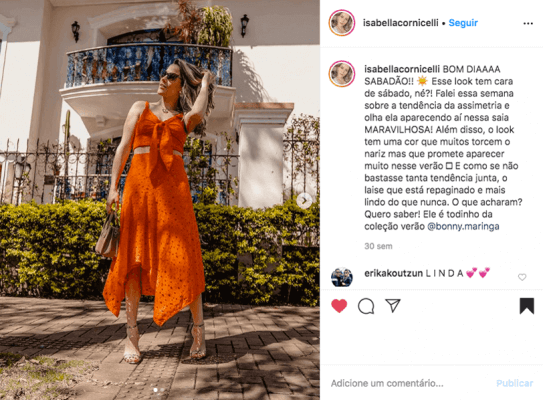 isabellacornicelli • Seguir
isabellacornicelli BOM DIAAAA
SABADÃO!! ☀️ Esse look tem cara
de sábado, né?! Falei essa semana
sobre a tendência da assimetria e
olha ela aparecendo aí nessa saia
MARAVILHOSA! Além disso, o look
tem uma cor que muitos torcem o
nariz mas que promete aparecer
muito nesse verão □ E como se não
bastasse tanta tendência junta, o
laise que está repaginado e mais
lindo do que nunca. O que acharam?
Quero saber! Ele é todinho da
coleção verão @bonny.maringa
30 sem
erikakoutzun L I N D A 💕💕
Adicione um comentário...
Publicar